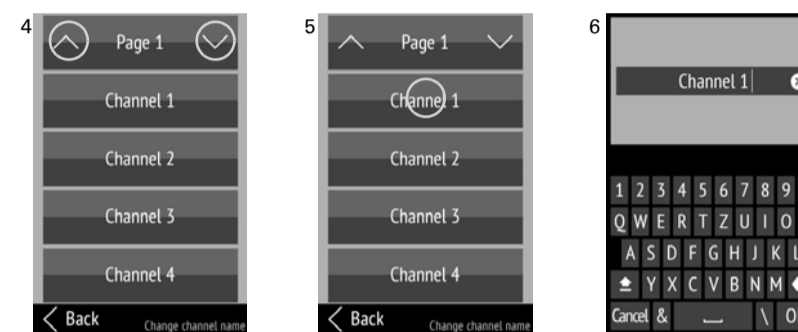 4
Page 1
Channel 1
Channel 2
Channel 3
Channel 4
Back
Change channel name
5
Page 1
Channel 1
Channel 2
Channel 3
Channel 4
Back
Change channel name
6
Channel 1
1 2 3 4 5 6 7 8 9
Q W E R T Z U I O
A S D F G H J K L
Y X C V B N M
Cancel & \